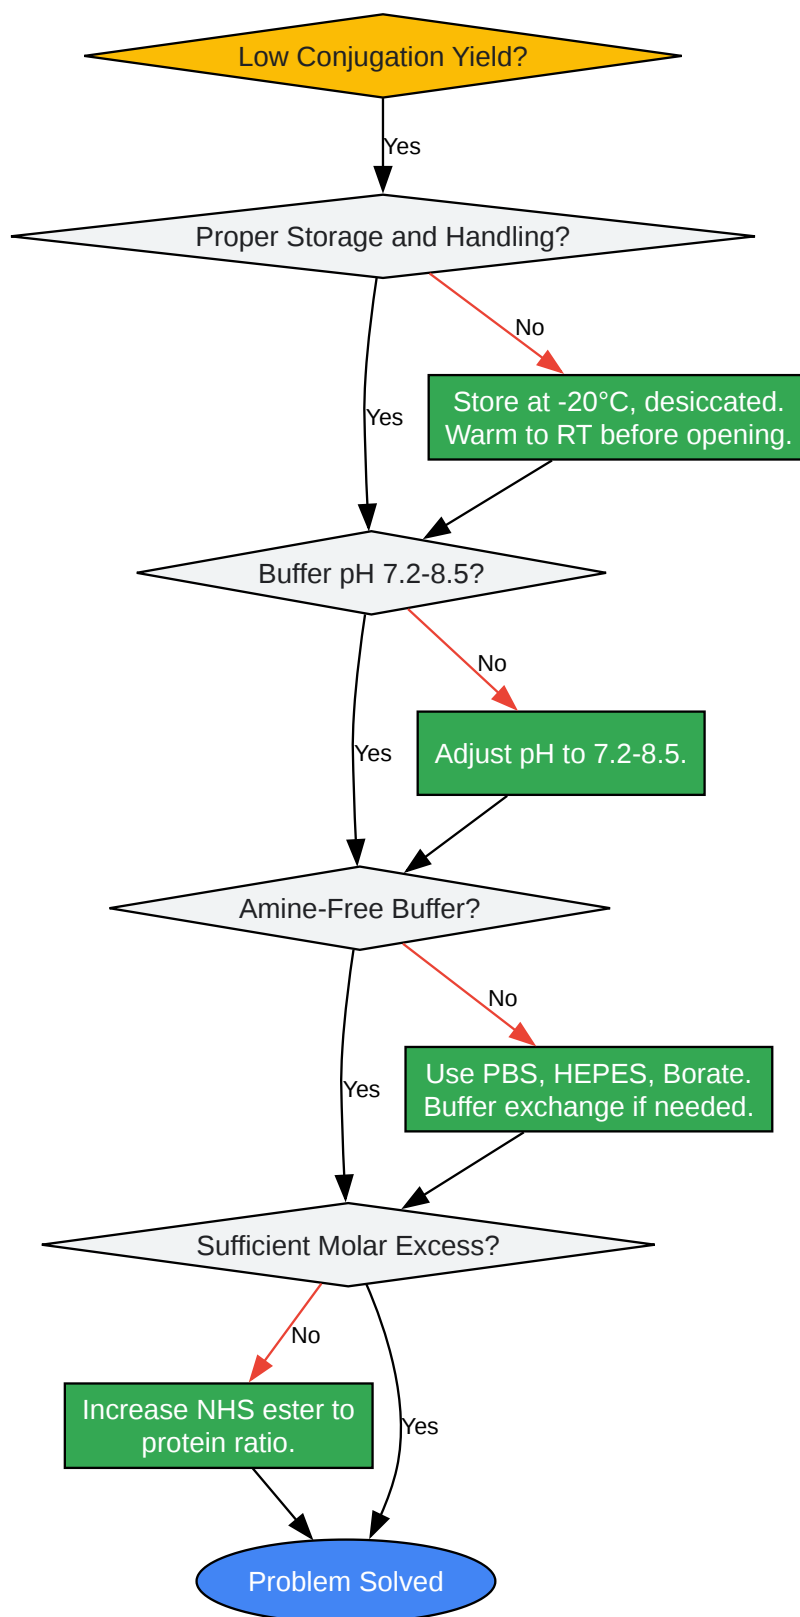 Low Conjugation Yield?
Yes
Proper Storage and Handling?
No
Yes
Store at -20°C, desiccated.
Warm to RT before opening.
Buffer pH 7.2-8.5?
No
Yes
Adjust pH to 7.2-8.5.
Amine-Free Buffer?
No
Yes
Use PBS, HEPES, Borate.
Buffer exchange if needed.
Sufficient Molar Excess?
No
Yes
Increase NHS ester to
protein ratio.
Problem Solved